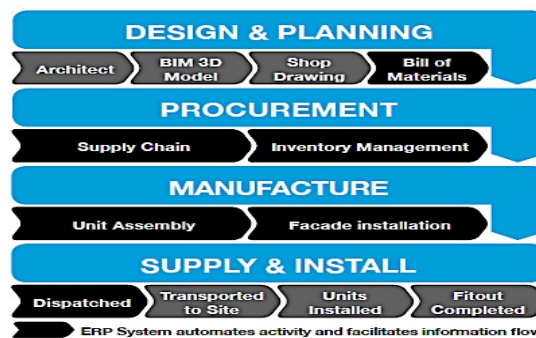 DESIGN & PLANNING
Architect
BIM 3D
Model
Shop
Drawing
Bill of
Materials
PROCUREMENT
Supply Chain
Inventory Management
MANUFACTURE
Unit Assembly
Facade installation
SUPPLY & INSTALL
Dispatched
Transported
to Site
Units
Installed
Fitout
Completed
ERP System automates activity and facilitates information flow